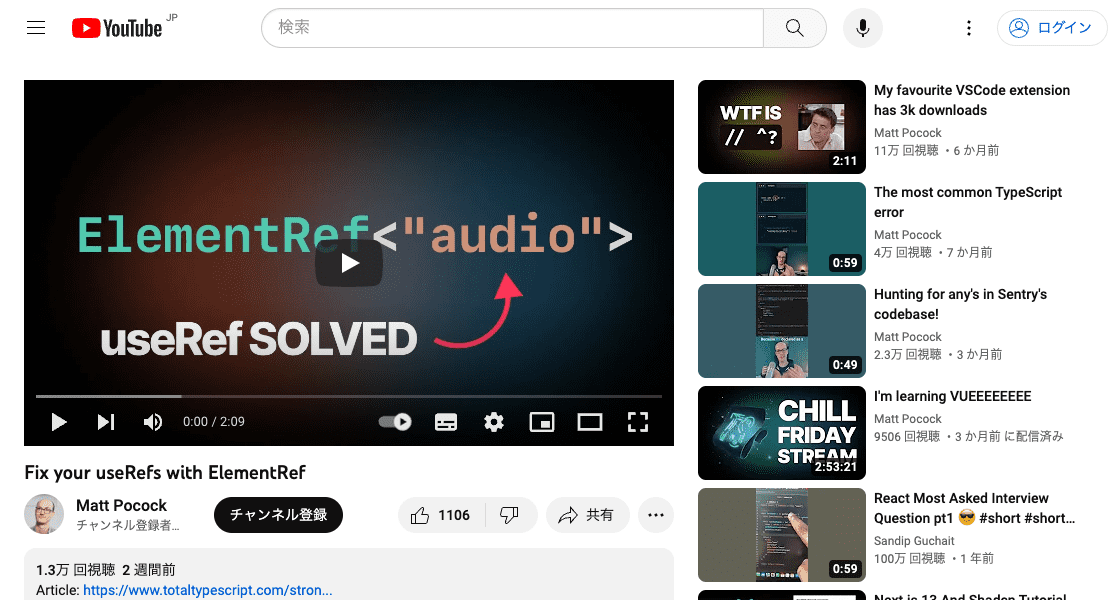 YouTube JP
検索
ログイン
ElementRef<"audio">
useRef SOLVED
0:00 / 2:09
Fix your useRefs with ElementRef
Matt Pocock
チャンネル登録者...
チャンネル登録
1106
共有
1.3万 回視聴 2 週間前
Article: https://www.totaltypescript.com/stron...
WTF IS
// ^?
2:11
My favourite VSCode extension
has 3k downloads
Matt Pocock
11万 回視聴 ・6 か月前
0:59
The most common TypeScript
error
Matt Pocock
4万 回視聴 ・7 か月前
0:49
Hunting for any's in Sentry's
codebase!
Matt Pocock
2.3万 回視聴 ・3 か月前
CHILL
FRIDAY
STREAM
2:53:21
I'm learning VUEEEEEEEE
Matt Pocock
9506 回視聴 ・3 か月前 に配信済み
0:59
React Most Asked Interview
Question pt1 😎 #short #short...
Sandip Guchait
100万 回視聴 ・1 年前
Next js 13 And Shadcn Tutorial